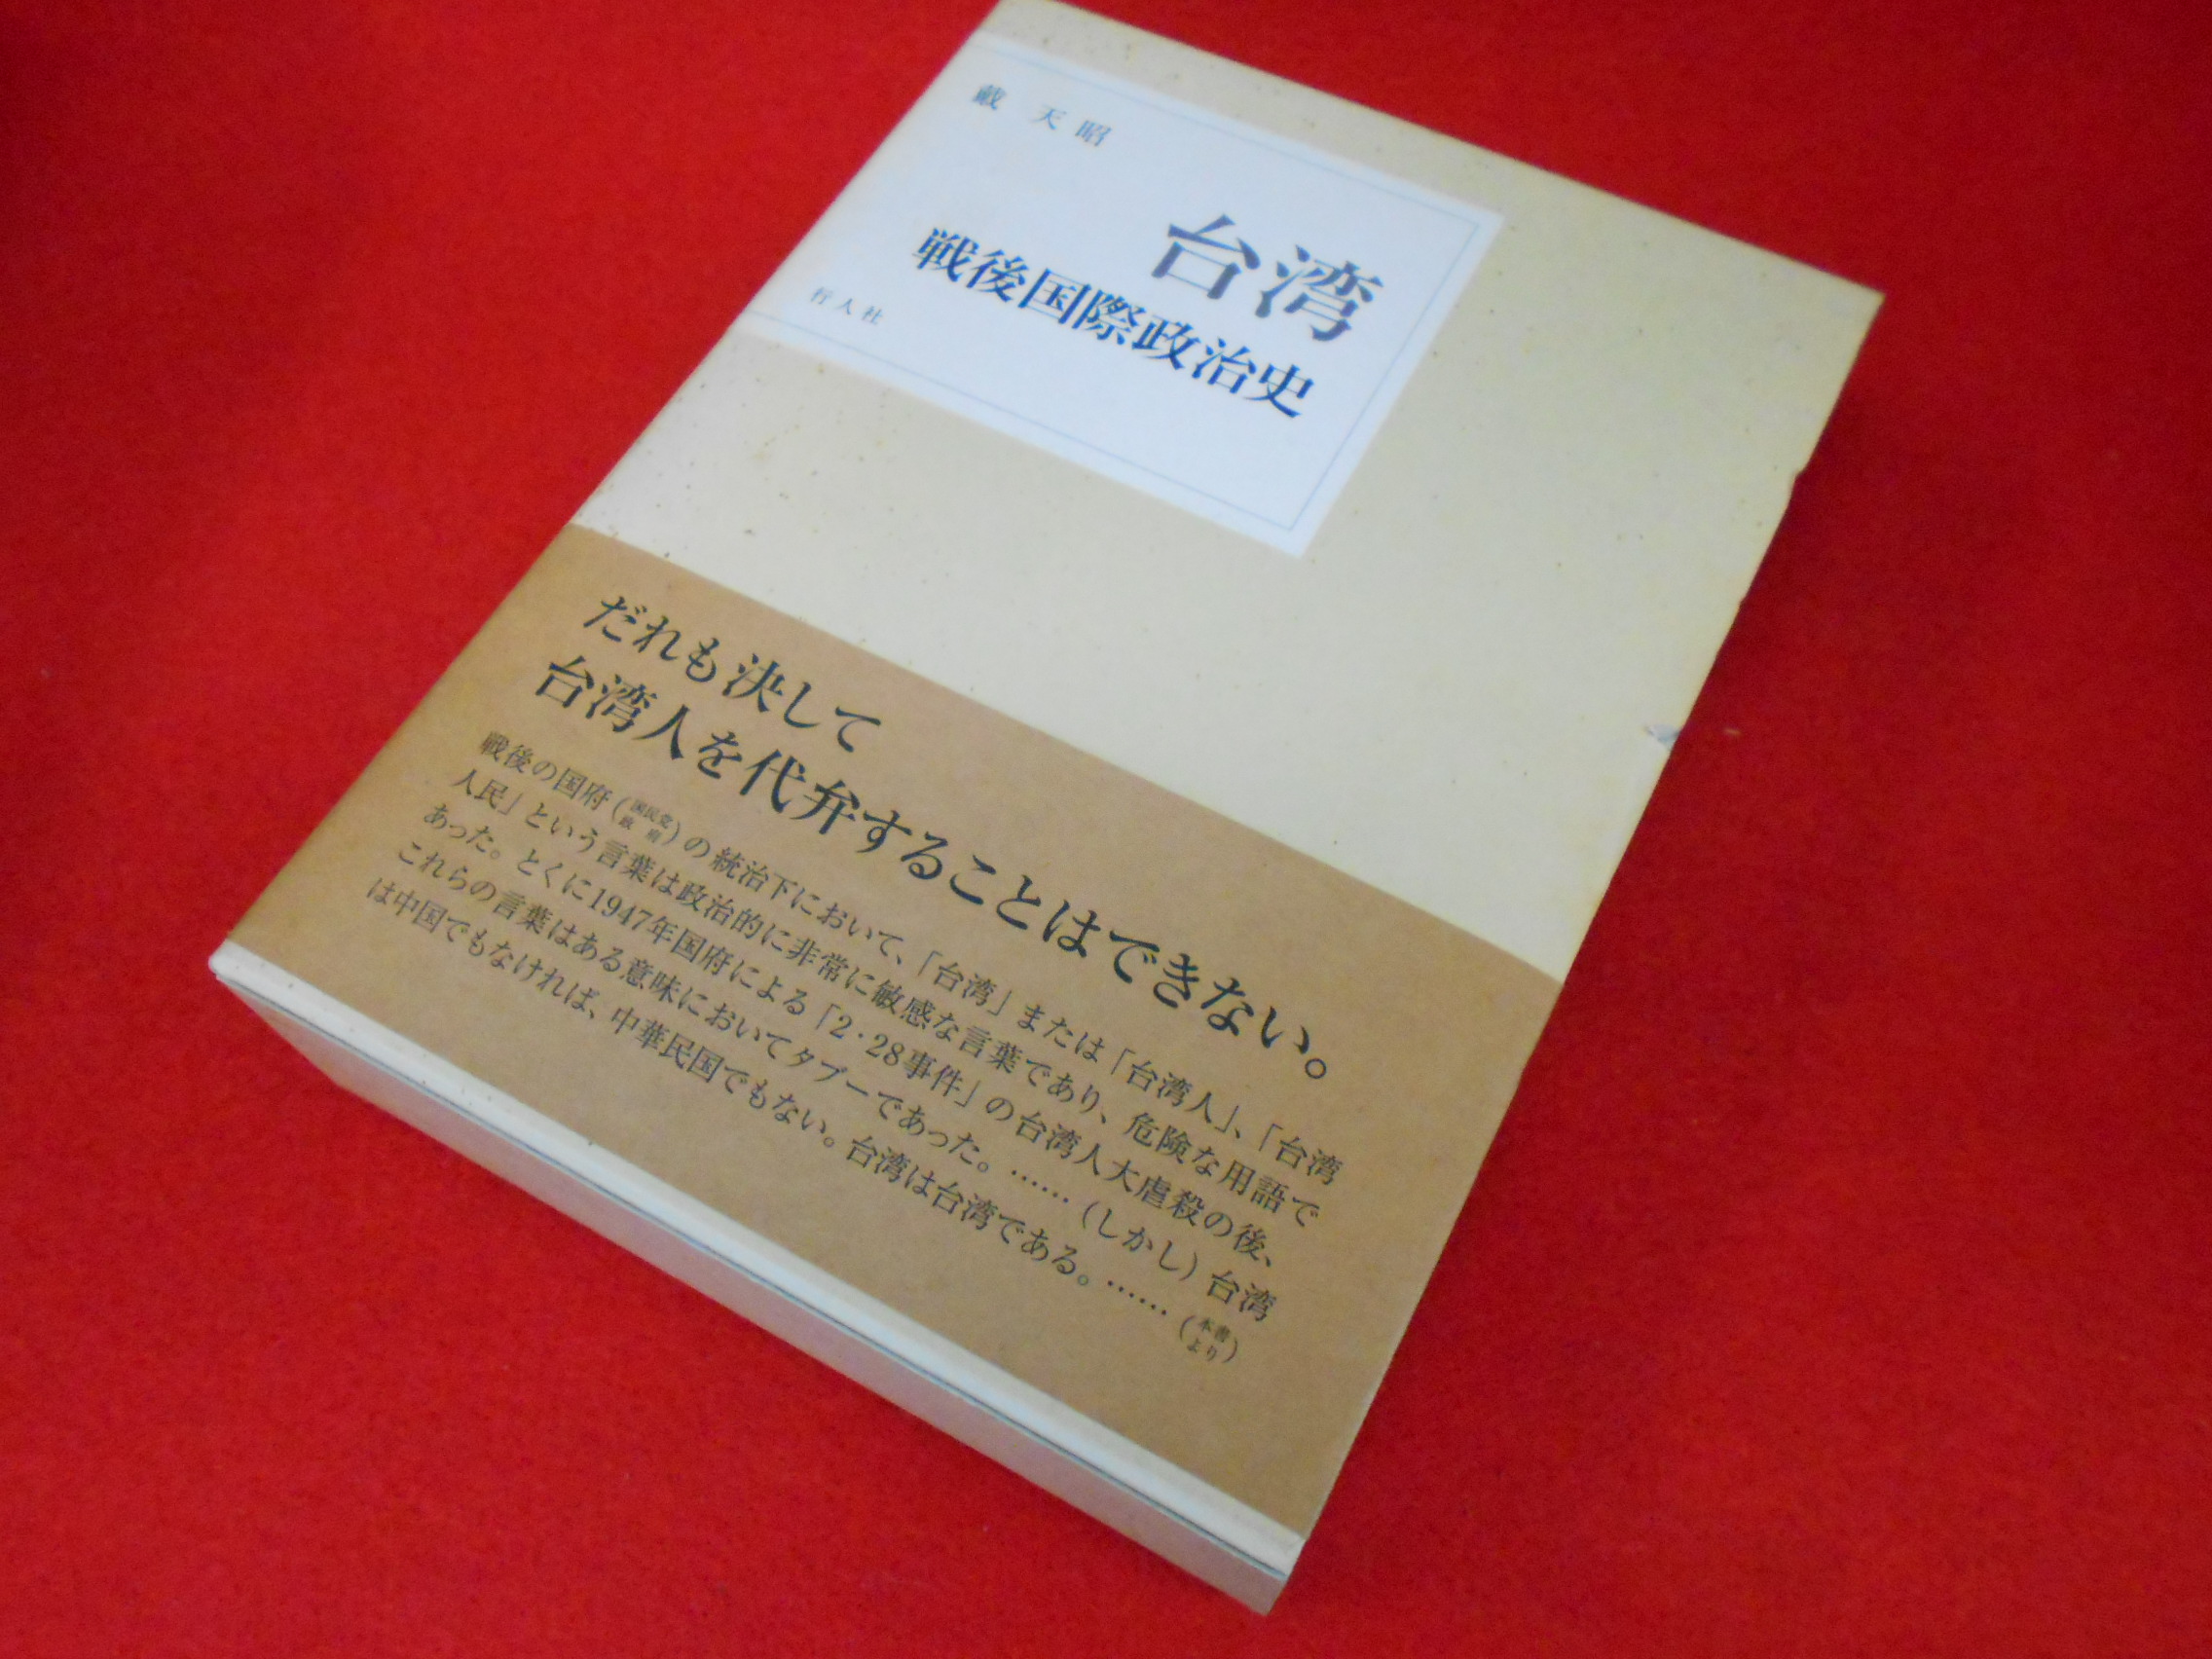 戴 天昭
台湾
戦後国際政治史
行人社
だれも決して
台湾人を代弁することはできない。
戦後の国府(国民党政府)の統治下において、「台湾」または「台湾人」、「台湾
人民」という言葉は政治的に非常に敏感な言葉であり、危険な用語で
あった。とくに1947年国府による「2・28事件」の台湾人大虐殺の後、
これらの言葉はある意味においてタブーであった。……(しかし)台湾
は中国でもなければ、中華民国でもない。台湾は台湾である。……(本書より)